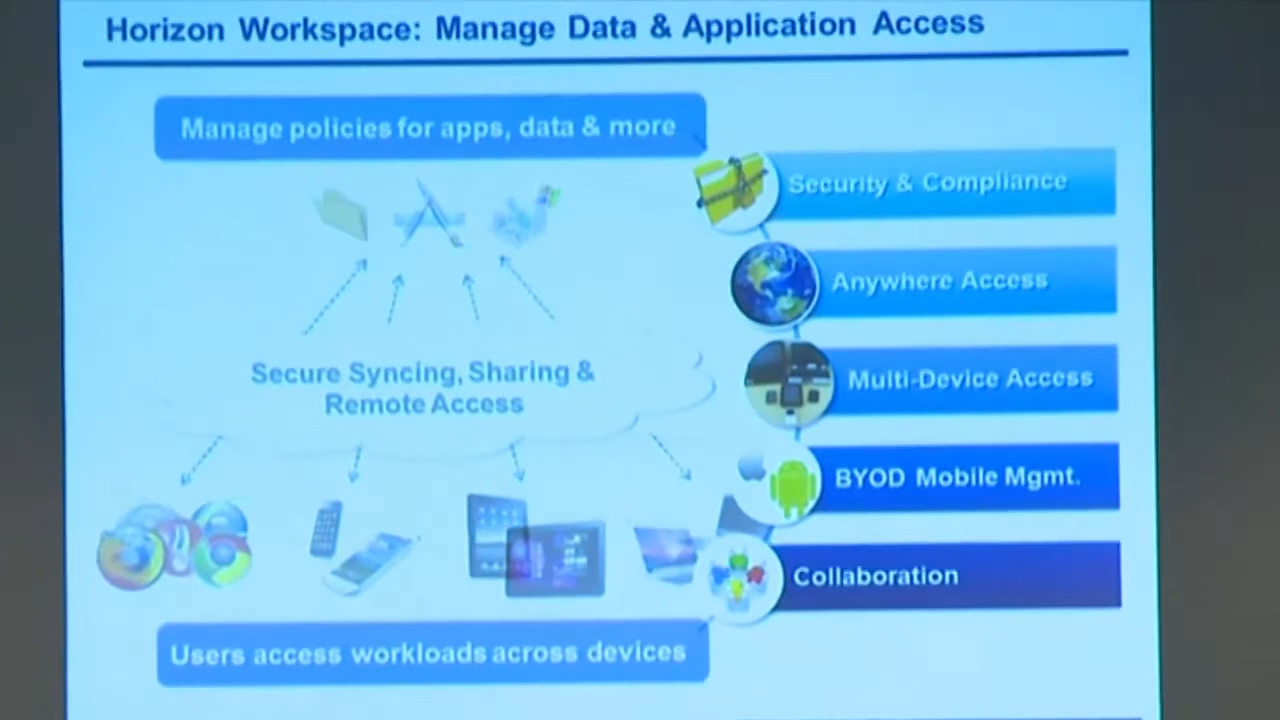 Horizon Workspace: Manage Data & Application Access
Manage policies for apps, data & more
Security & Compliance
Anywhere Access
Secure Syncing, Sharing &
Remote Access
Multi-Device Access
BYOD Mobile Mgmt.
Collaboration
Users access workloads across devices